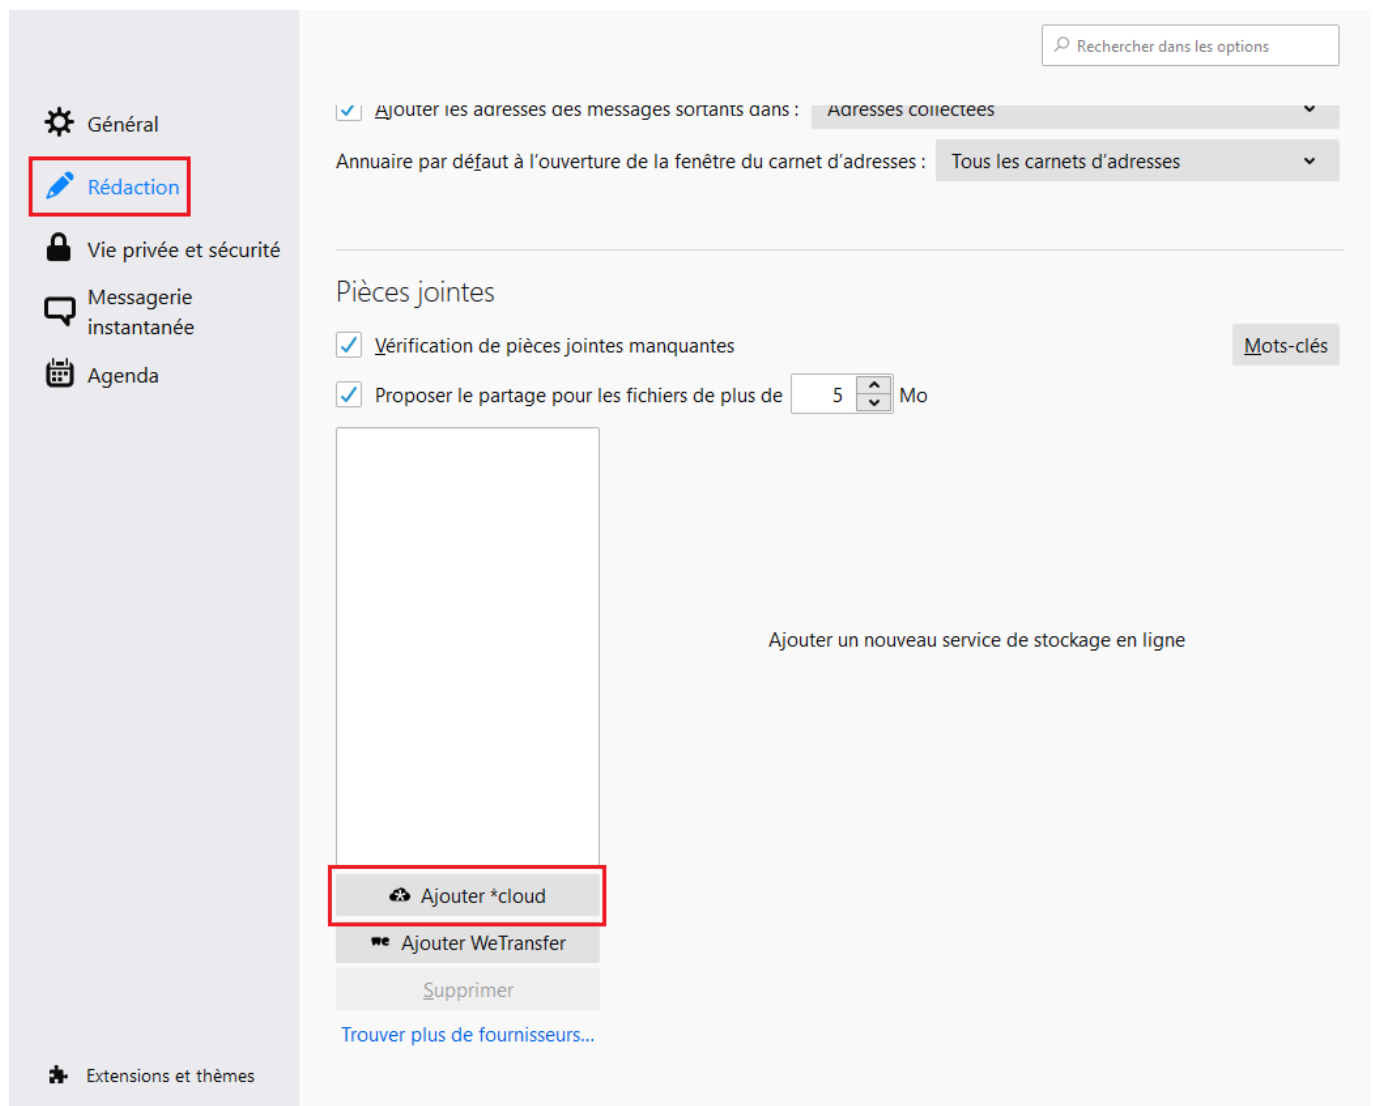 Rechercher dans les options
Général
Rédaction
Vie privée et sécurité
Messagerie
instantanée
Agenda
Extensions et thèmes
Ajouter les adresses des messages sortants dans : Adresses collectées
Annuaire par défaut à l’ouverture de la fenêtre du carnet d’adresses : Tous les carnets d’adresses
Pièces jointes
Vérification de pièces jointes manquantes Mots-clés
Proposer le partage pour les fichiers de plus de 5 Mo
Ajouter un nouveau service de stockage en ligne
Ajouter *cloud
we Ajouter WeTransfer
Supprimer
Trouver plus de fournisseurs...